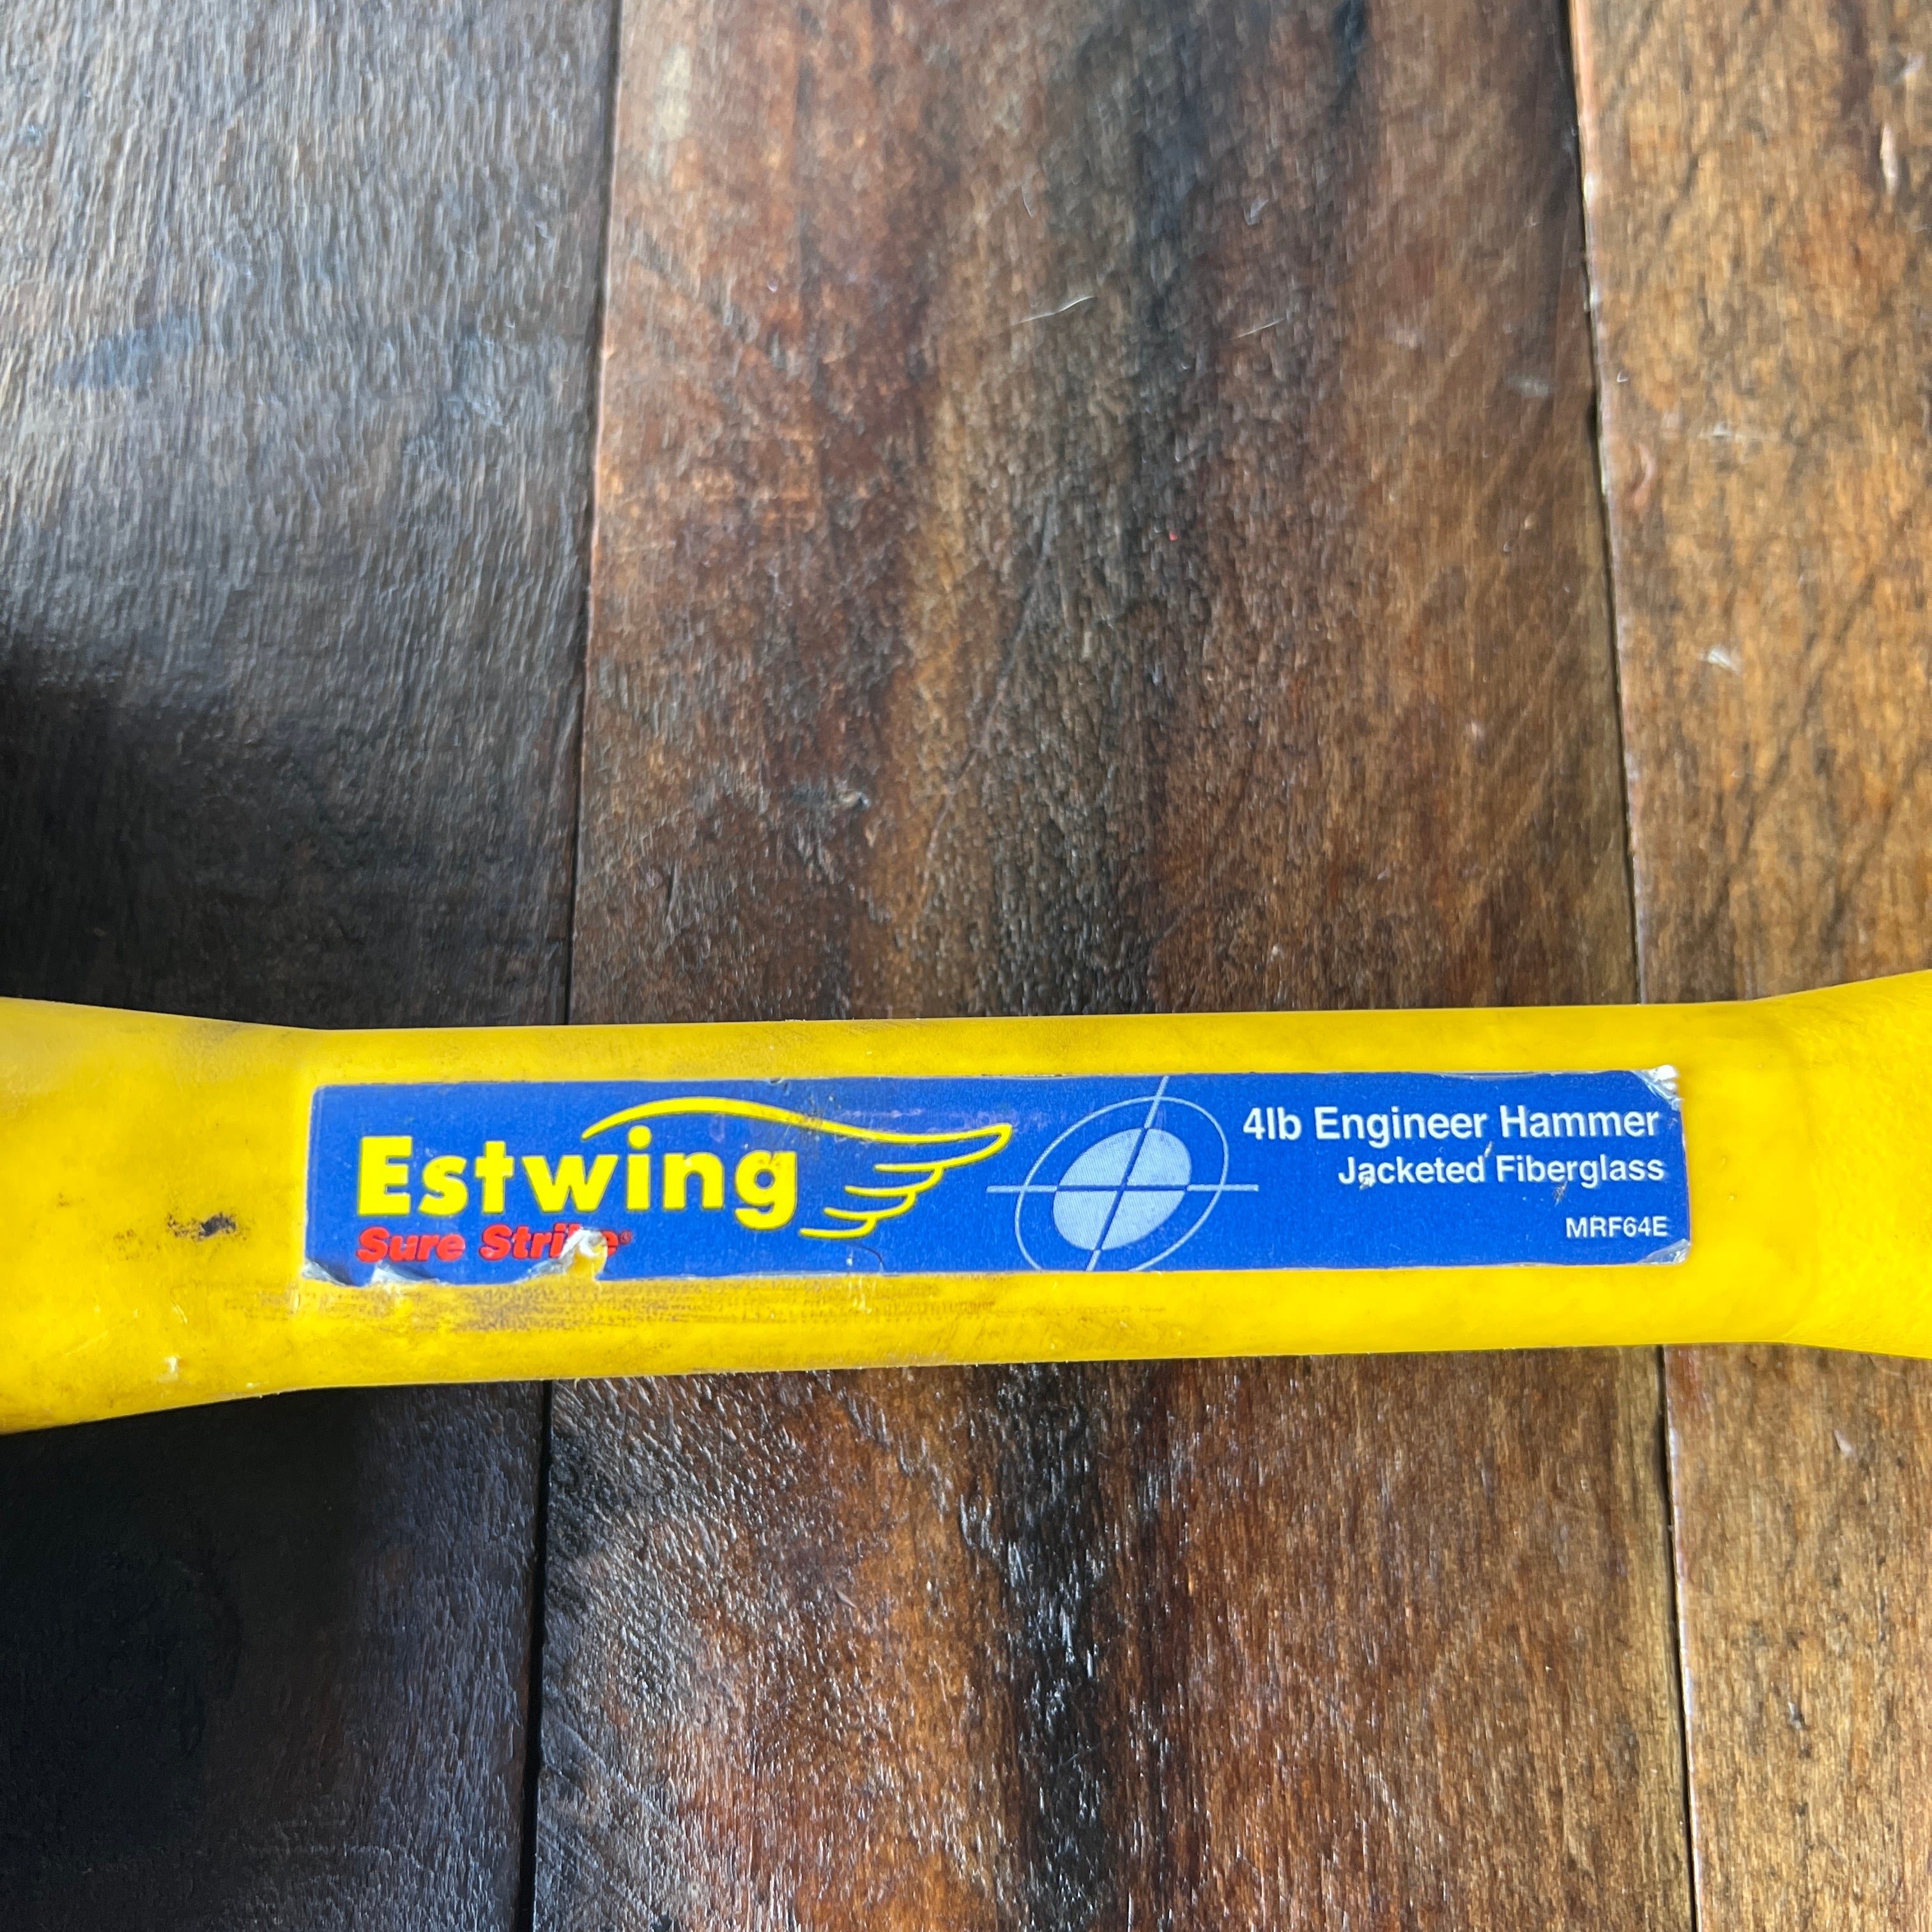 Estwing
Sure Strike®
4lb Engineer Hammer
Jacketed Fiberglass
MRF64E